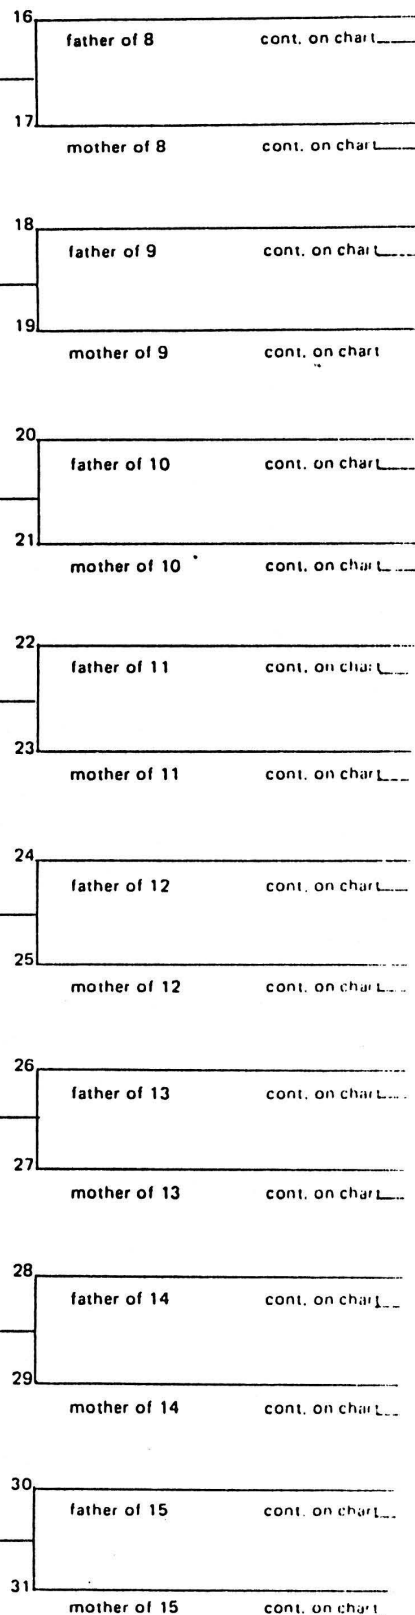 16
father of 8 cont. on chart
17
mother of 8 cont. on chart
18
father of 9 cont. on chart
19
mother of 9 cont. on chart
20
father of 10 cont. on chart
21
mother of 10 cont. on chart
22
father of 11 cont. on chart
23
mother of 11 cont. on chart
24
father of 12 cont. on chart
25
mother of 12 cont. on chart
26
father of 13 cont. on chart
27
mother of 13 cont. on chart
28
father of 14 cont. on chart
29
mother of 14 cont. on chart
30
father of 15 cont. on chart
31
mother of 15 cont. on chart